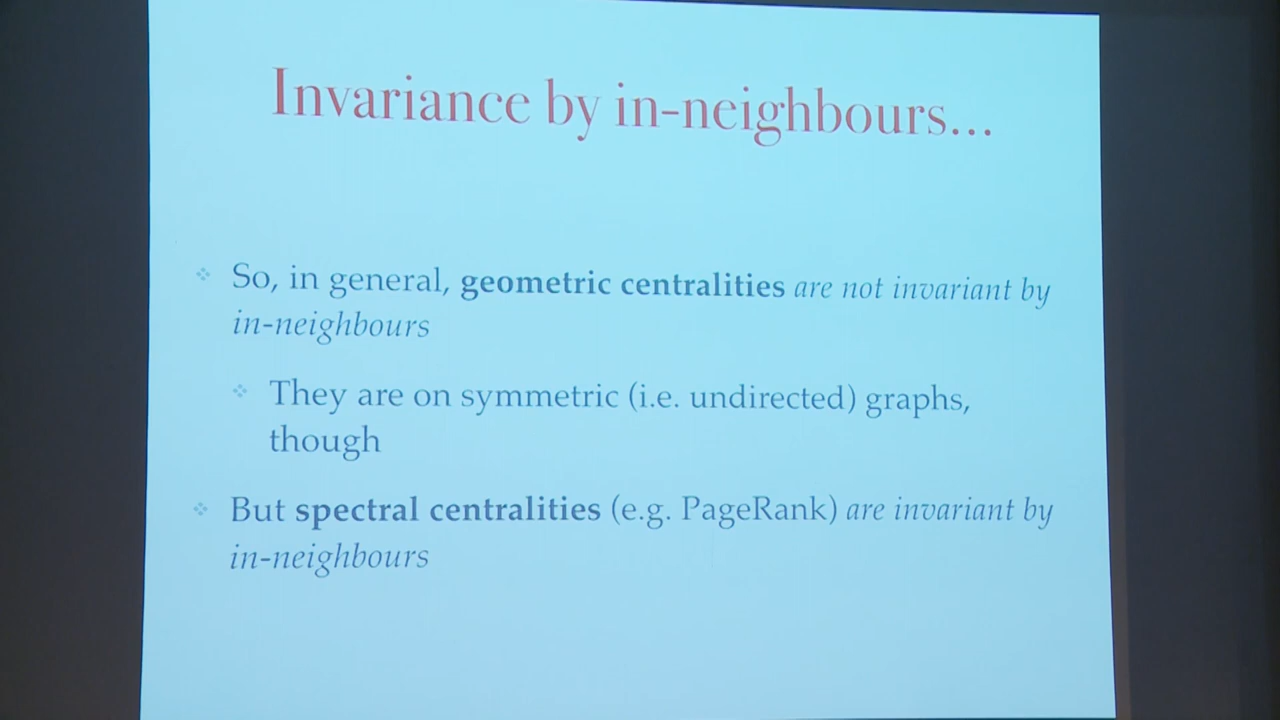 Invariance by in-neighbours...
So, in general, geometric centralities are not invariant by
in-neighbours
They are on symmetric (i.e. undirected) graphs,
though
But spectral centralities (e.g. PageRank) are invariant by
in-neighbours